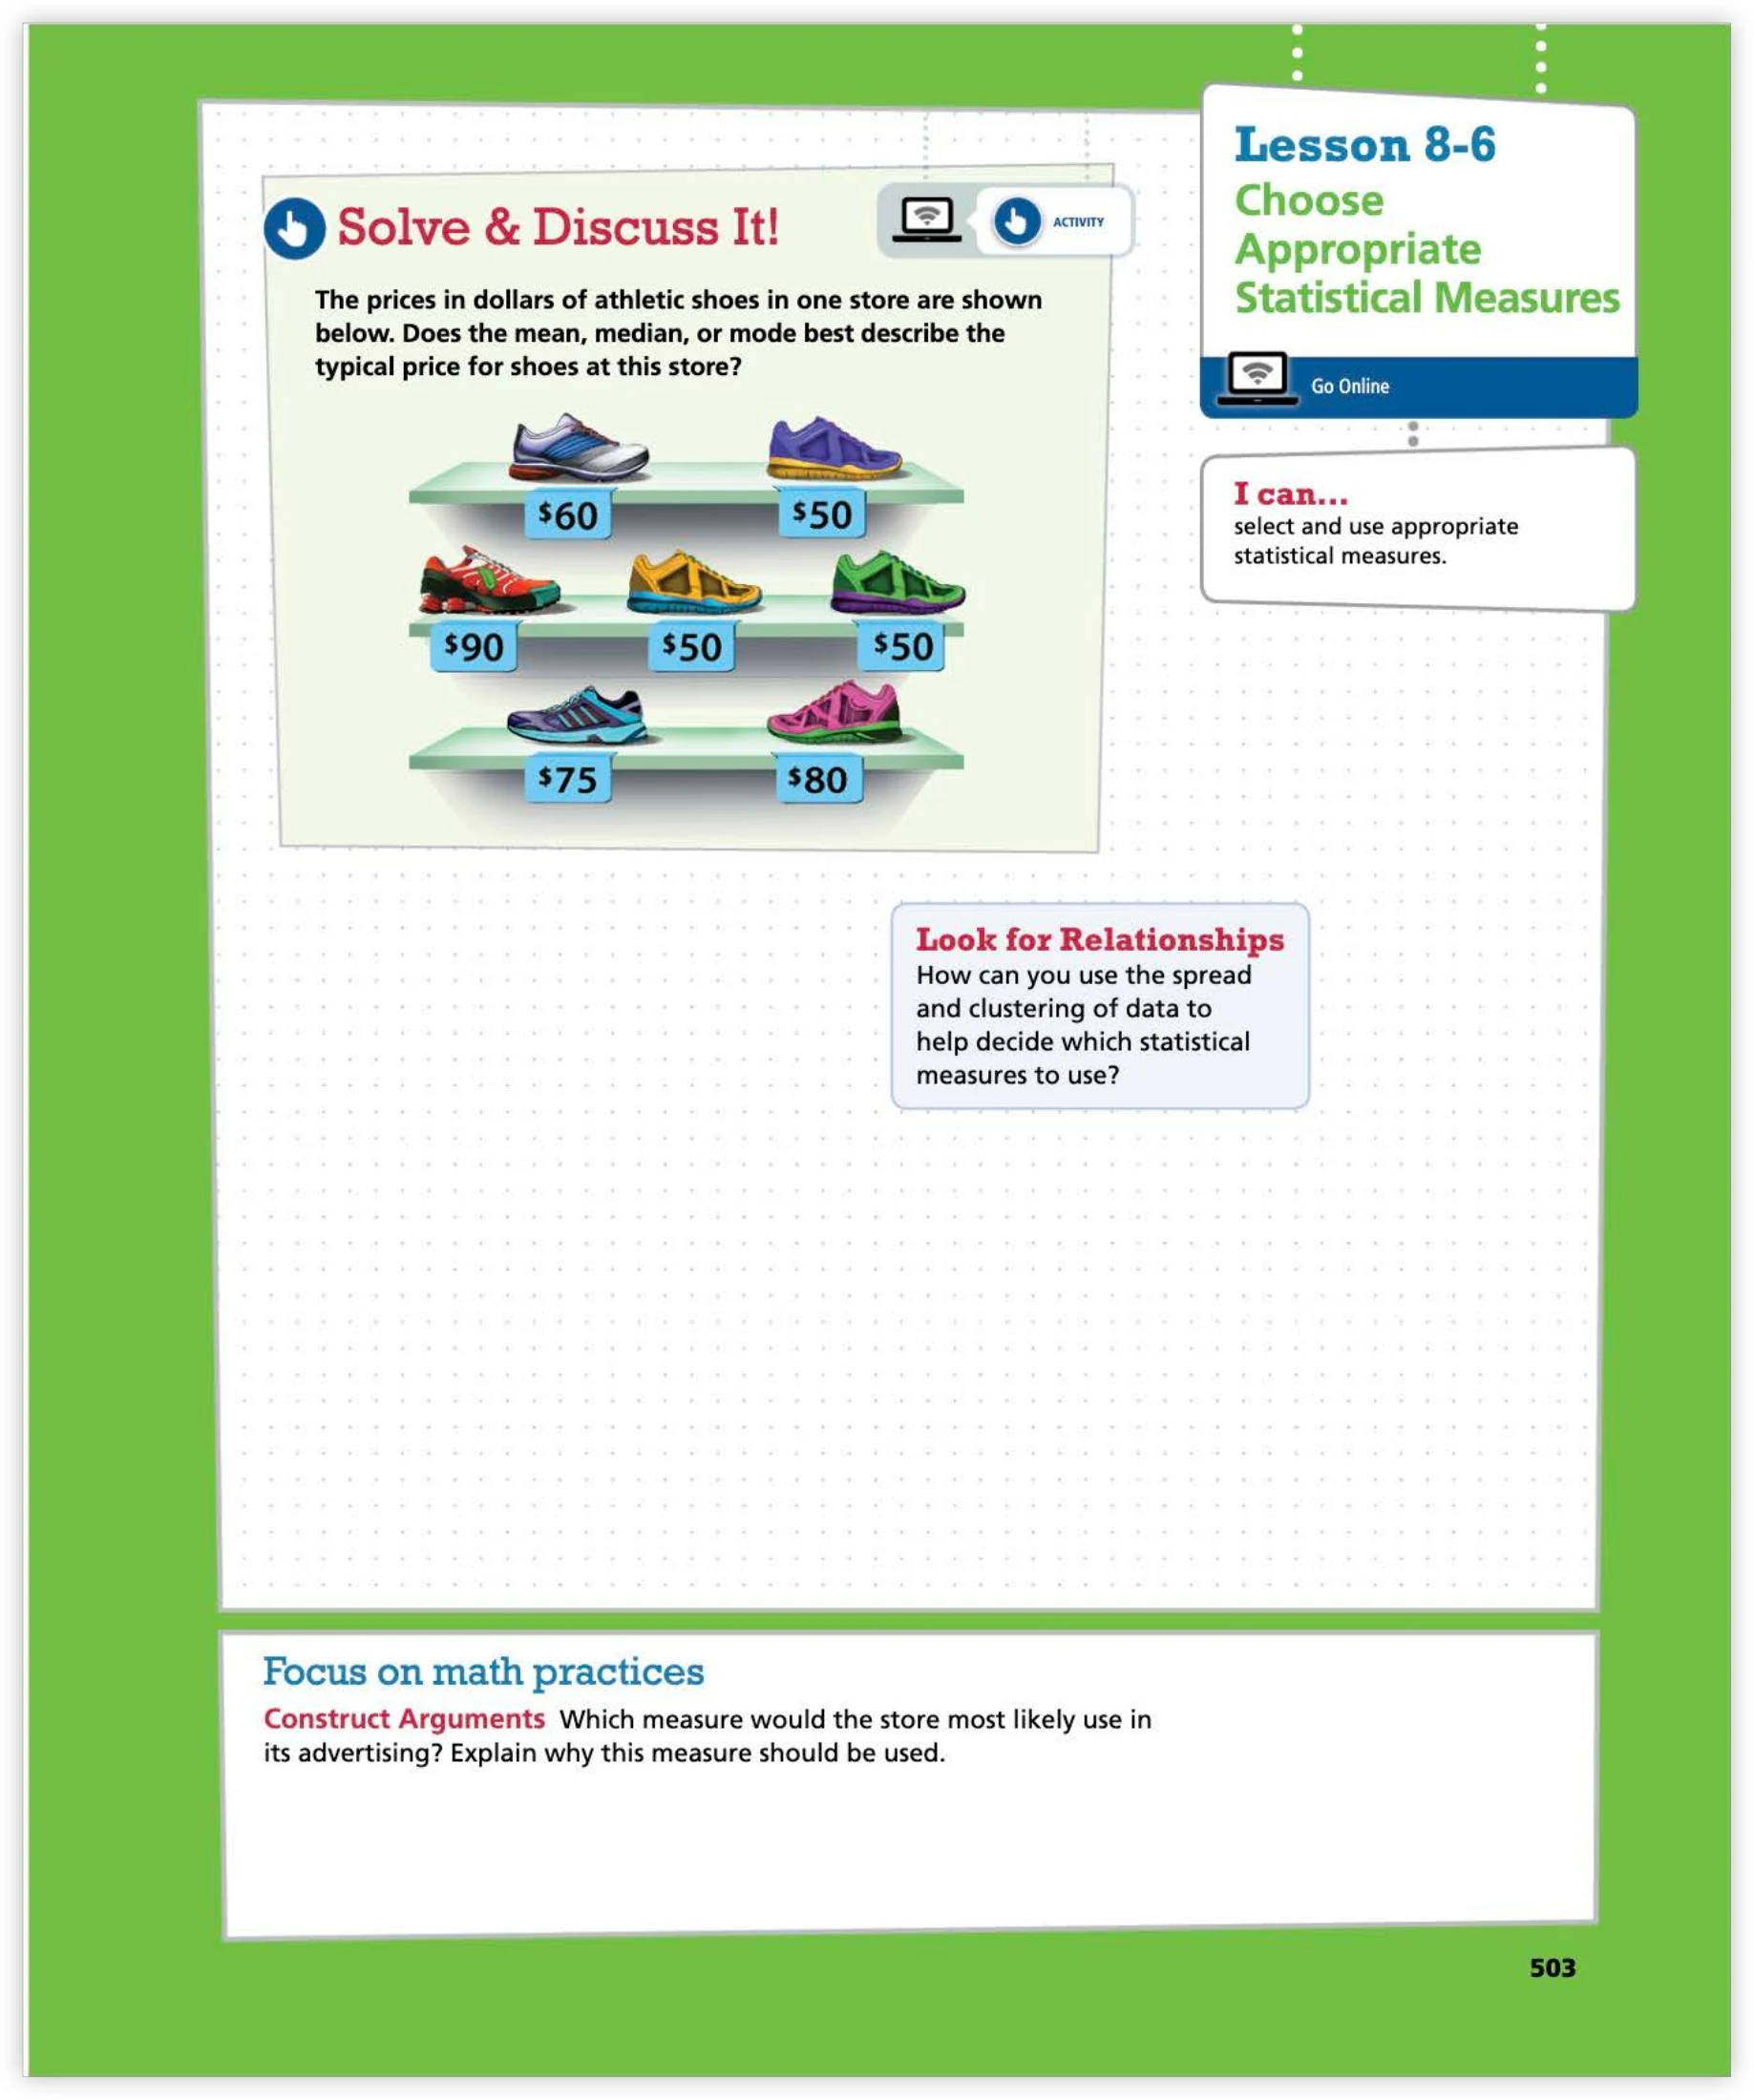 Lesson 8-6
Choose
Appropriate
Statistical Measures
Go Online
I can...
select and use appropriate
statistical measures.
Solve & Discuss It!
ACTIVITY
The prices in dollars of athletic shoes in one store are shown
below. Does the mean, median, or mode best describe the
typical price for shoes at this store?
$60
$50
$90
$50
$50
$75
$80
Look for Relationships
How can you use the spread
and clustering of data to
help decide which statistical
measures to use?
Focus on math practices
Construct Arguments Which measure would the store most likely use in
its advertising? Explain why this measure should be used.
503